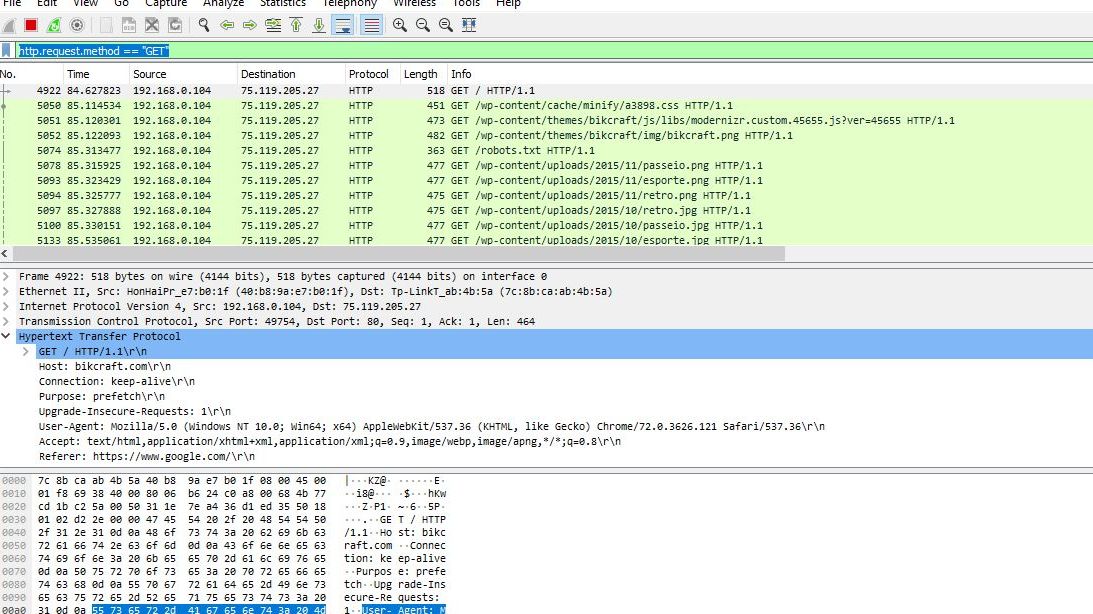 File Edit View Go Capture Analyze Statistics Telephony Wireless Tools Help
http.request.method == "GET"
No. Time Source Destination Protocol Length Info
4922 84.627823 192.168.0.104 75.119.205.27 HTTP 518 GET / HTTP/1.1
5050 85.114534 192.168.0.104 75.119.205.27 HTTP 451 GET /wp-content/cache/minify/a3898.css HTTP/1.1
5051 85.120301 192.168.0.104 75.119.205.27 HTTP 473 GET /wp-content/themes/bikcraft/js/libs/modernizr.custom.45655.js?ver=45655 HTTP/1.1
5052 85.122093 192.168.0.104 75.119.205.27 HTTP 482 GET /wp-content/themes/bikcraft/img/bikcraft.png HTTP/1.1
5074 85.313477 192.168.0.104 75.119.205.27 HTTP 363 GET /robots.txt HTTP/1.1
5078 85.315925 192.168.0.104 75.119.205.27 HTTP 477 GET /wp-content/uploads/2015/11/passeio.png HTTP/1.1
5093 85.323429 192.168.0.104 75.119.205.27 HTTP 477 GET /wp-content/uploads/2015/11/esporte.png HTTP/1.1
5094 85.325777 192.168.0.104 75.119.205.27 HTTP 475 GET /wp-content/uploads/2015/11/retro.png HTTP/1.1
5097 85.327888 192.168.0.104 75.119.205.27 HTTP 475 GET /wp-content/uploads/2015/10/retro.jpg HTTP/1.1
5100 85.330151 192.168.0.104 75.119.205.27 HTTP 477 GET /wp-content/uploads/2015/10/passeio.jpg HTTP/1.1
5133 85.535061 192.168.0.104 75.119.205.27 HTTP 477 GET /wp-content/uploads/2015/10/esporte.jpg HTTP/1.1
Frame 4922: 518 bytes on wire (4144 bits), 518 bytes captured (4144 bits) on interface 0
Ethernet II, Src: HonHaiPr_e7:b0:1f (40:b8:9a:e7:b0:1f), Dst: Tp-LinkT_ab:4b:5a (7c:8b:ca:ab:4b:5a)
Internet Protocol Version 4, Src: 192.168.0.104, Dst: 75.119.205.27
Transmission Control Protocol, Src Port: 49754, Dst Port: 80, Seq: 1, Ack: 1, Len: 464
Hypertext Transfer Protocol
GET / HTTP/1.1\r\n
Host: bikcraft.com\r\n
Connection: keep-alive\r\n
Purpose: prefetch\r\n
Upgrade-Insecure-Requests: 1\r\n
User-Agent: Mozilla/5.0 (Windows NT 10.0; Win64; x64) AppleWebKit/537.36 (KHTML, like Gecko) Chrome/72.0.3626.121 Safari/537.36\r\n
Accept: text/html,application/xhtml+xml,application/xml;q=0.9,image/webp,image/apng,*/*;q=0.8\r\n
Referer: https://www.google.com/\r\n
0000 7c 8b ca ab 4b 5a 40 b8 9a e7 b0 1f 08 00 45 00 |···KZ@· ······E·
0010 01 f8 69 38 40 00 80 06 b6 24 c0 a8 00 68 4b 77 ··i8@··· ·$···hKw
0020 cd 1b c2 5a 00 50 31 1e 7e a4 36 d1 ed 35 50 18 ···Z·P1· ~·6··5P·
0030 01 02 d2 2e 00 00 47 45 54 20 2f 20 48 54 54 50 ···.··GE T / HTTP
0040 2f 31 2e 31 0d 0a 48 6f 73 74 3a 20 62 69 6b 63 /1.1··Ho st: bikc
0050 72 61 66 74 2e 63 6f 6d 0d 0a 43 6f 6e 6e 65 63 raft.com ··Connec
0060 74 69 6f 6e 3a 20 6b 65 65 70 2d 61 6c 69 76 65 tion: ke ep-alive
0070 0d 0a 50 75 72 70 6f 73 65 3a 20 70 72 65 66 65 ··Purpos e: prefe
0080 74 63 68 0d 0a 55 70 67 72 61 64 65 2d 49 6e 73 tch··Upg rade-Ins
0090 65 63 75 72 65 2d 52 65 71 75 65 73 74 73 3a 20 ecure-Re quests:
00a0 31 0d 0a 55 73 65 72 2d 41 67 65 6e 74 3a 20 4d 1··User- Agent: M